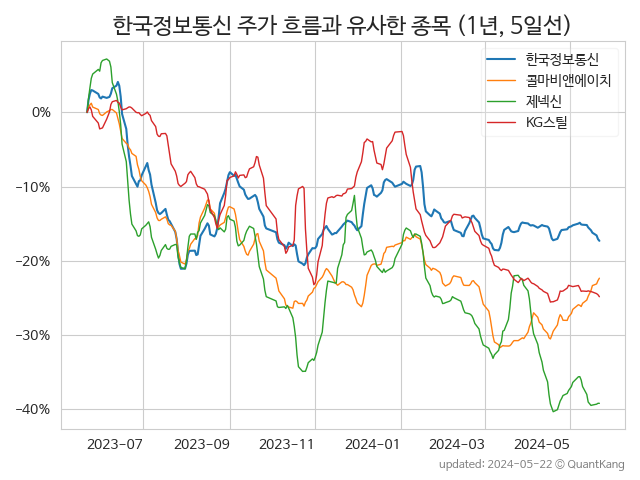 한국정보통신 주가 흐름과 유사한 종목 (1년, 5일선)
한국정보통신
콜마비앤에이치
제넥신
KG스틸
0%
−10%
−20%
−30%
−40%
2023-07
2023-09
2023-11
2024-01
2024-03
2024-05
updated: 2024-05-22 © QuantKang